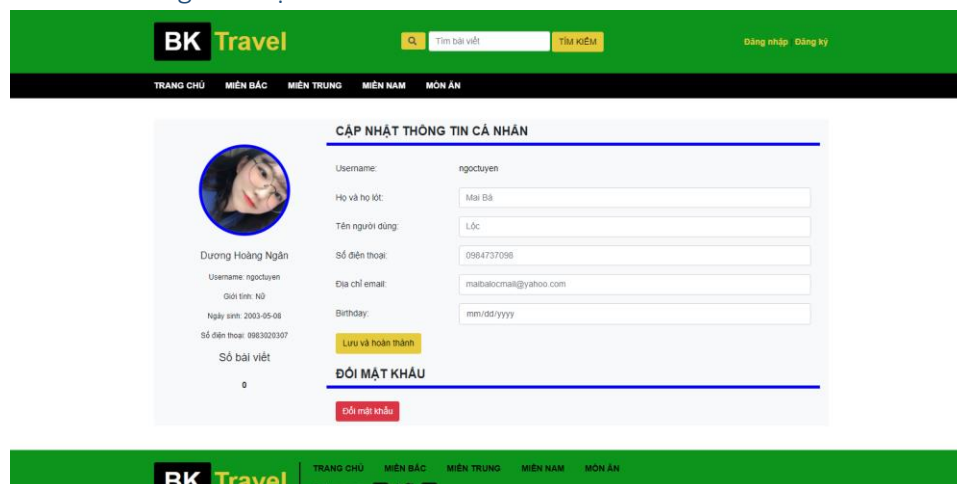 BK Travel
Tìm bài viết
TÌM KIẾM
Đăng nhập Đăng ký
TRANG CHỦ MIỀN BẮC MIỀN TRUNG MIỀN NAM MÓN ĂN
CẬP NHẬT THÔNG TIN CÁ NHÂN
Username: ngoctuyen
Họ và họ lót: Mai Bá
Tên người dùng: Lốc
Số điện thoại: 0984737098
Địa chỉ email: maibalocmail@yahoo.com
Birthday: mm/dd/yyyy
Lưu và hoàn thành
ĐỔI MẬT KHẨU
Đổi mật khẩu
Dương Hoàng Ngân
Username: ngoctuyen
Giới tính: Nữ
Ngày sinh: 2003-05-08
Số điện thoại: 0983020307
Số bài viết
0
BK Travel
TRANG CHỦ MIỀN BẮC MIỀN TRUNG MIỀN NAM MÓN ĂN